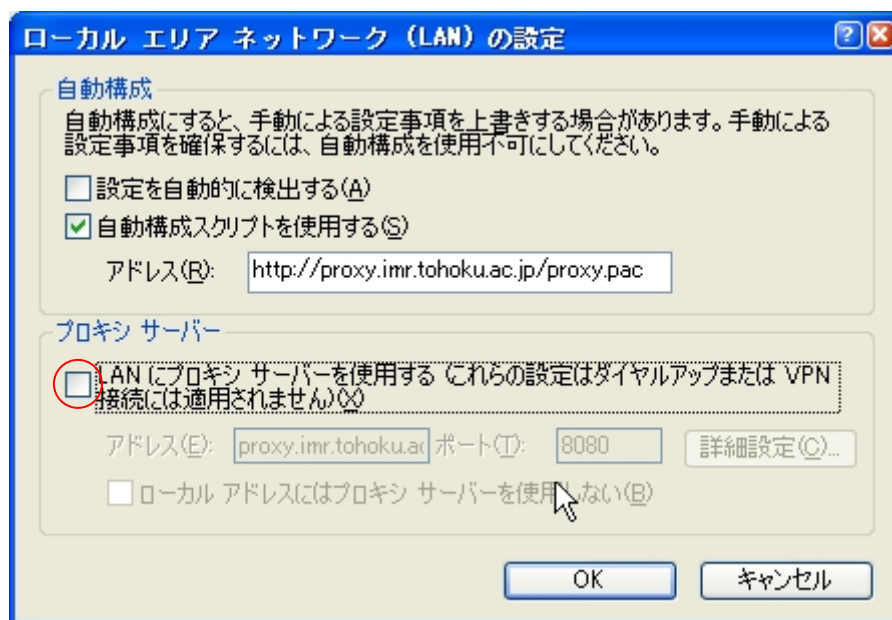 ローカル エリア ネットワーク (LAN) の設定
自動構成
自動構成にすると、手動による設定事項を上書きする場合があります。手動による
設定事項を確保するには、自動構成を使用不可にしてください。
設定を自動的に検出する(A)
自動構成スクリプトを使用する(S)
アドレス(R): http://proxy.imr.tohoku.ac.jp/proxy.pac
プロキシ サーバー
LAN にプロキシ サーバーを使用する (これらの設定はダイヤルアップまたは VPN
接続には適用されません)(X)
アドレス(E): proxy.imr.tohoku.ac ポート(T): 8080 詳細設定(C)...
ローカル アドレスにはプロキシ サーバーを使用しない(B)
OK キャンセル